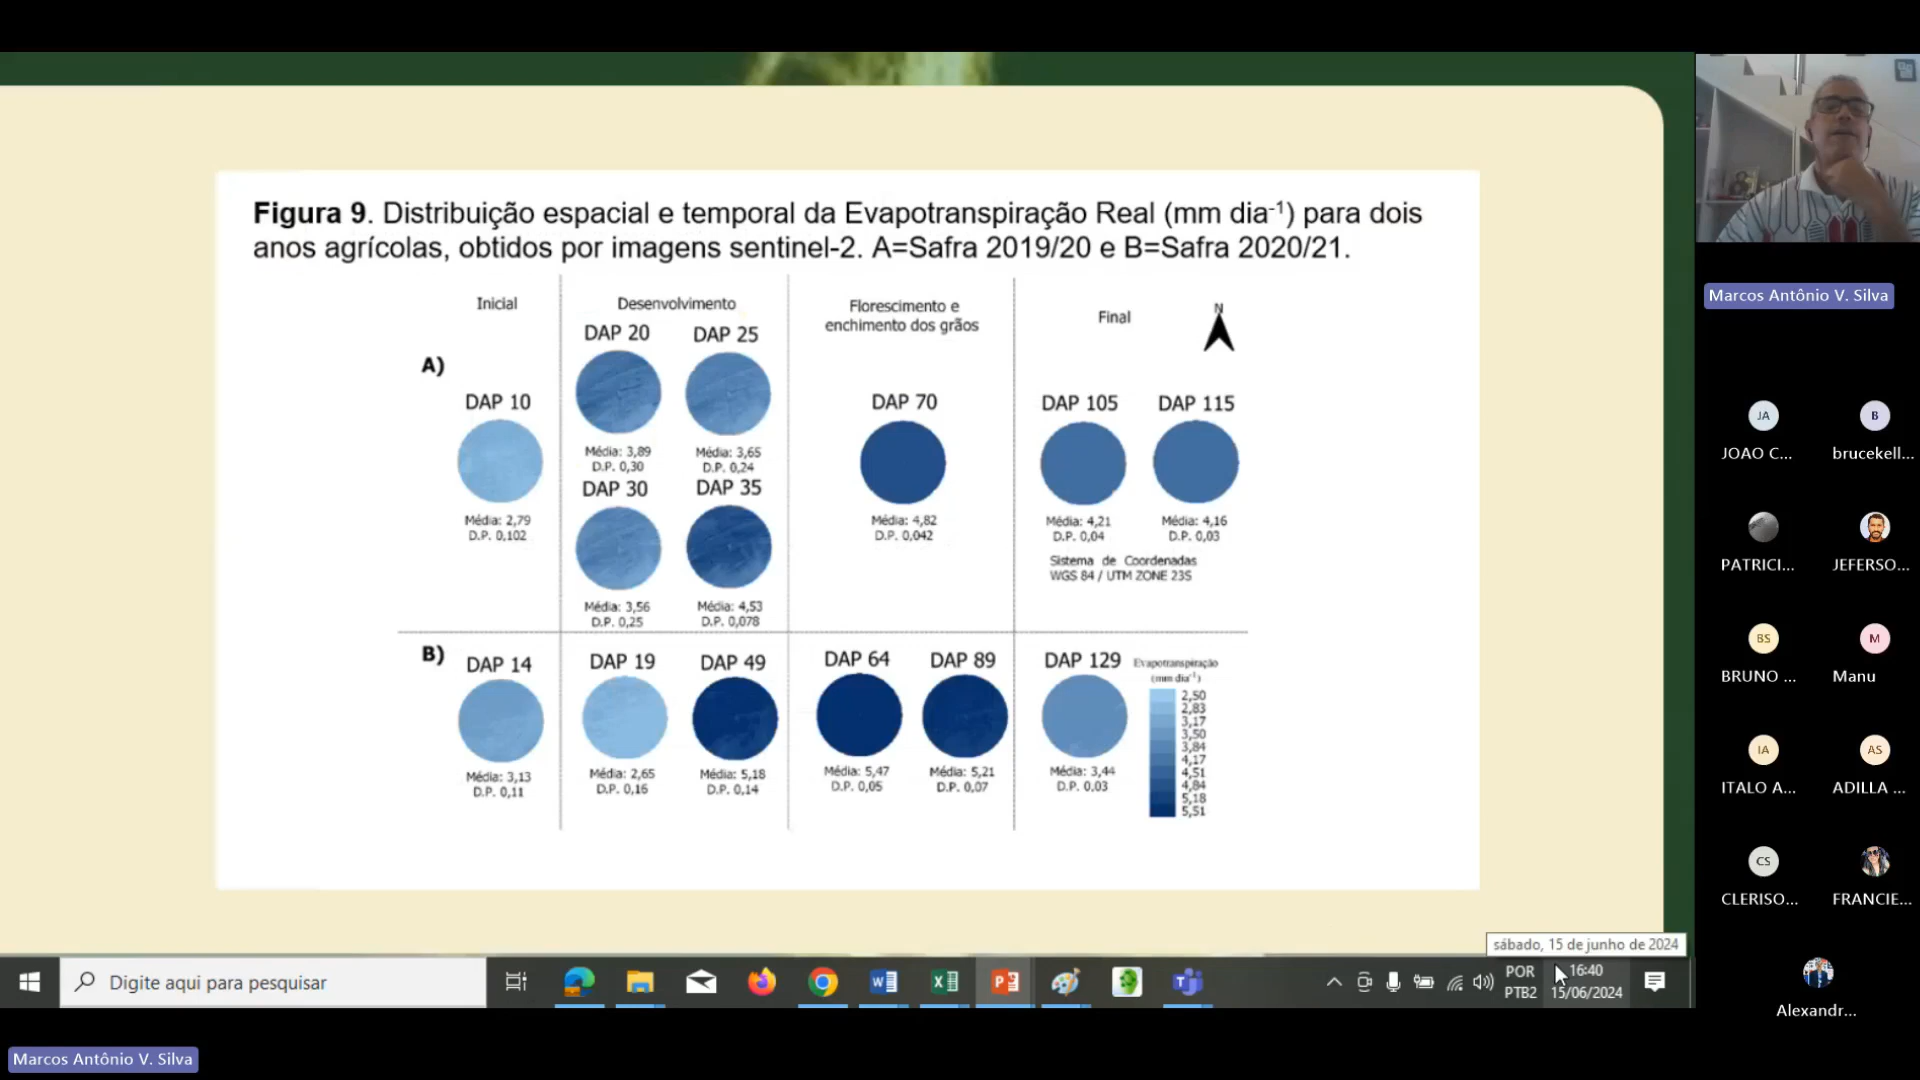 Figura 9. Distribuição espacial e temporal da Evapotranspiração Real (mm dia⁻¹) para dois
anos agrícolas, obtidos por imagens sentinel-2. A=Safra 2019/20 e B=Safra 2020/21.
Inicial
Desenvolvimento
Florescimento e
enchimento dos grãos
Final
N
A)
DAP 10
Média: 2,79
D.P. 0,102
DAP 20
Média: 3,89
D.P. 0,30
DAP 25
Média: 3,65
D.P. 0,24
DAP 30
Média: 3,56
D.P. 0,25
DAP 35
Média: 4,53
D.P. 0,078
DAP 70
Média: 4,82
D.P. 0,042
DAP 105
Média: 4,21
D.P. 0,04
DAP 115
Média: 4,16
D.P. 0,03
Sistema de Coordenadas
WGS 84 / UTM ZONE 23S
B)
DAP 14
Média: 3,13
D.P. 0,11
DAP 19
Média: 2,65
D.P. 0,16
DAP 49
Média: 5,18
D.P. 0,14
DAP 64
Média: 5,47
D.P. 0,05
DAP 89
Média: 5,21
D.P. 0,07
DAP 129
Média: 3,44
D.P. 0,03
Evapotranspiração
(mm dia⁻¹)
2,50
2,83
3,17
3,50
3,84
4,17
4,51
4,84
5,18
5,51
Marcos Antônio V. Silva
JA
JOAO C...
B
brucekell...
PATRICI...
JEFERSO...
BS
BRUNO ...
M
Manu
IA
ITALO A...
AS
ADILLA ...
CS
CLERISO...
FRANCIE...
Alexandr...
sábado, 15 de junho de 2024
Digite aqui para pesquisar
POR
PTB2
16:40
15/06/2024
Marcos Antônio V. Silva